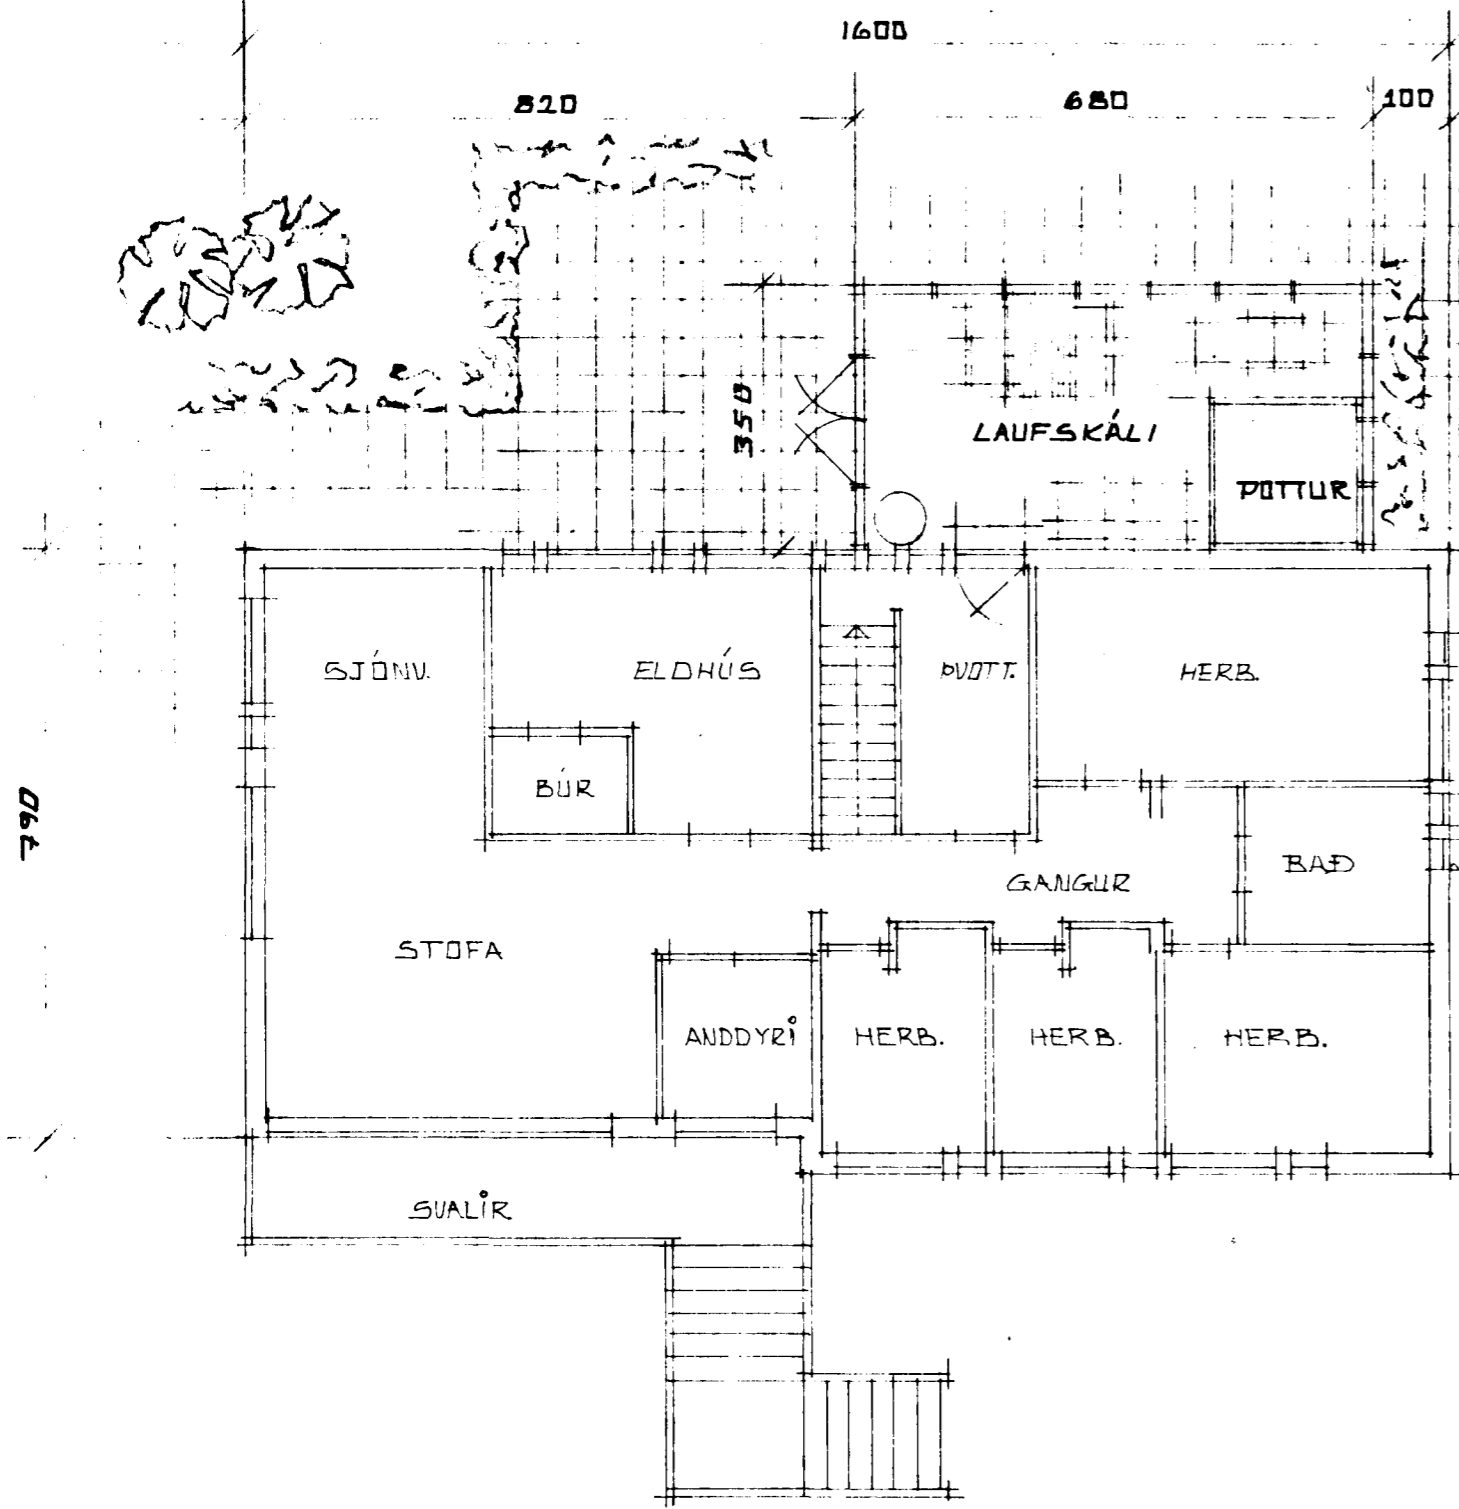 1600
820
680
100
350
LAUFSKÁLI
POTTUR
SJÓNV.
ELDHÚS
ÞVOTT.
HERB.
BÚR
790
GANGUR
BAÐ
STOFA
ANDDYRI
HERB.
HERB.
HERB.
SVALIR